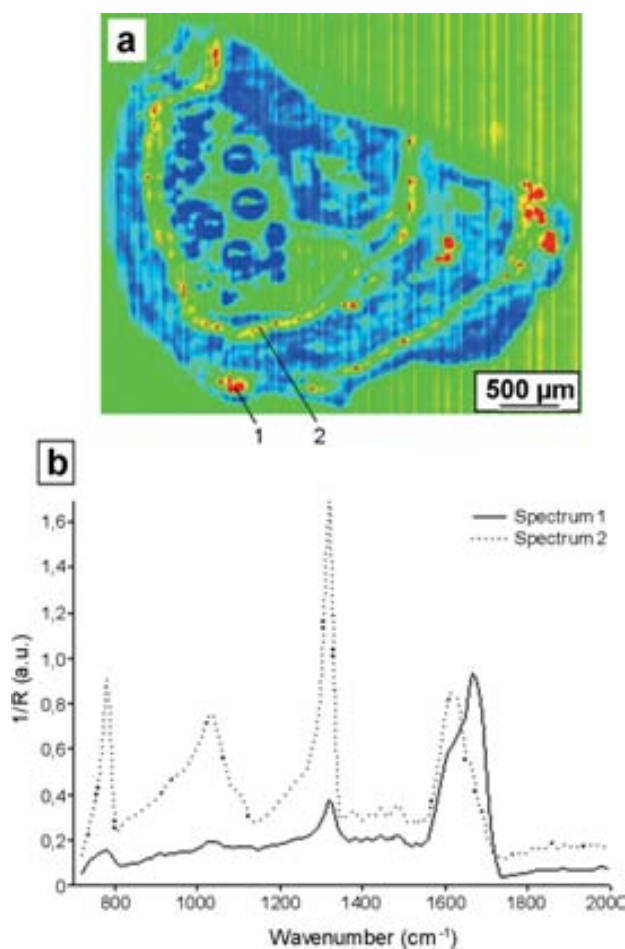 a
500 µm
1 2
b
1/R (a.u.)
1,6
1,4
1,2
1,0
0,8
0,6
0,4
0,2
0
Spectrum 1
Spectrum 2
800 1000 1200 1400 1600 1800 2000
Wavenumber (cm⁻¹)